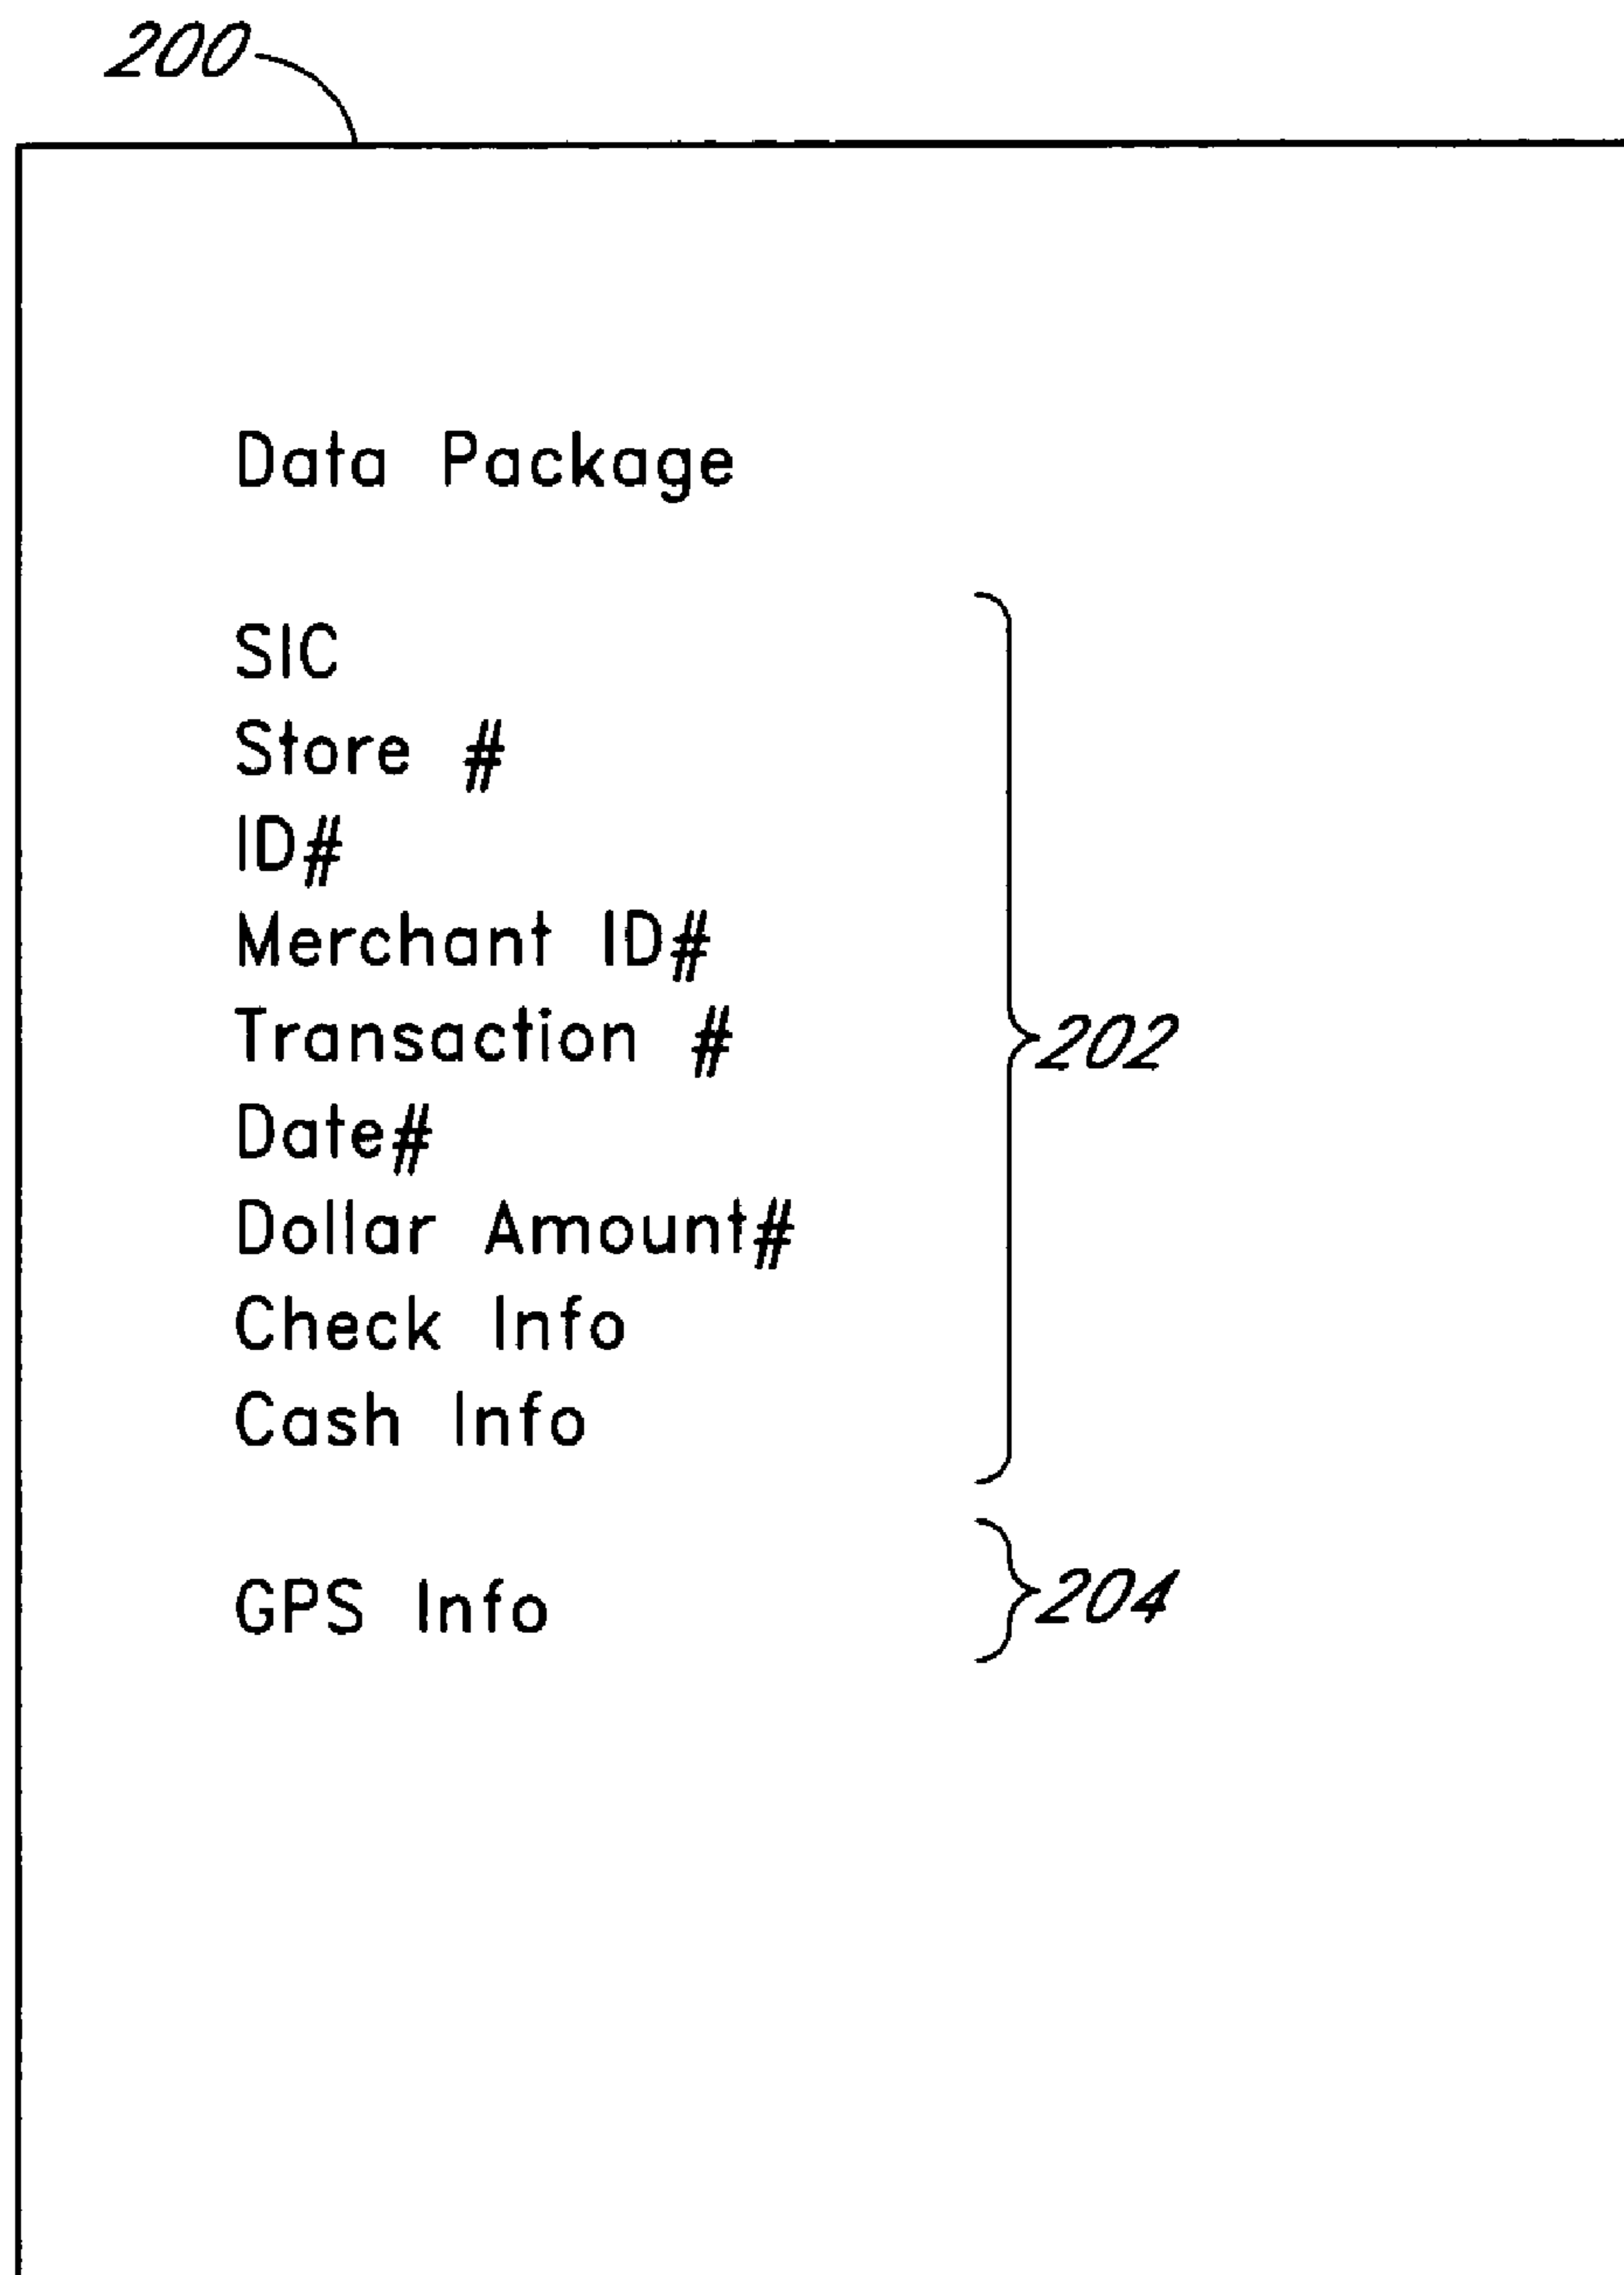 200
Data Package
SIC
Store #
ID#
Merchant ID#
Transaction #
202
Date#
Dollar Amount#
Check Info
Cash Info
GPS Info
204